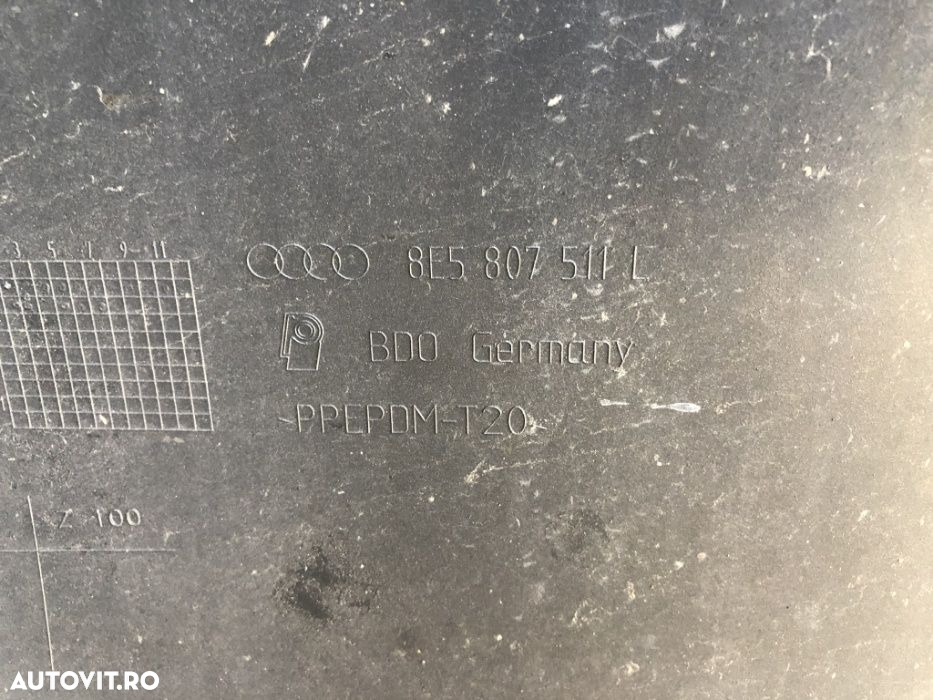 3 5 7 9 11
8E5 807 511 L
BDO Germany
>PPEPDM-T20<
Z 100
AUTOVIT.RO